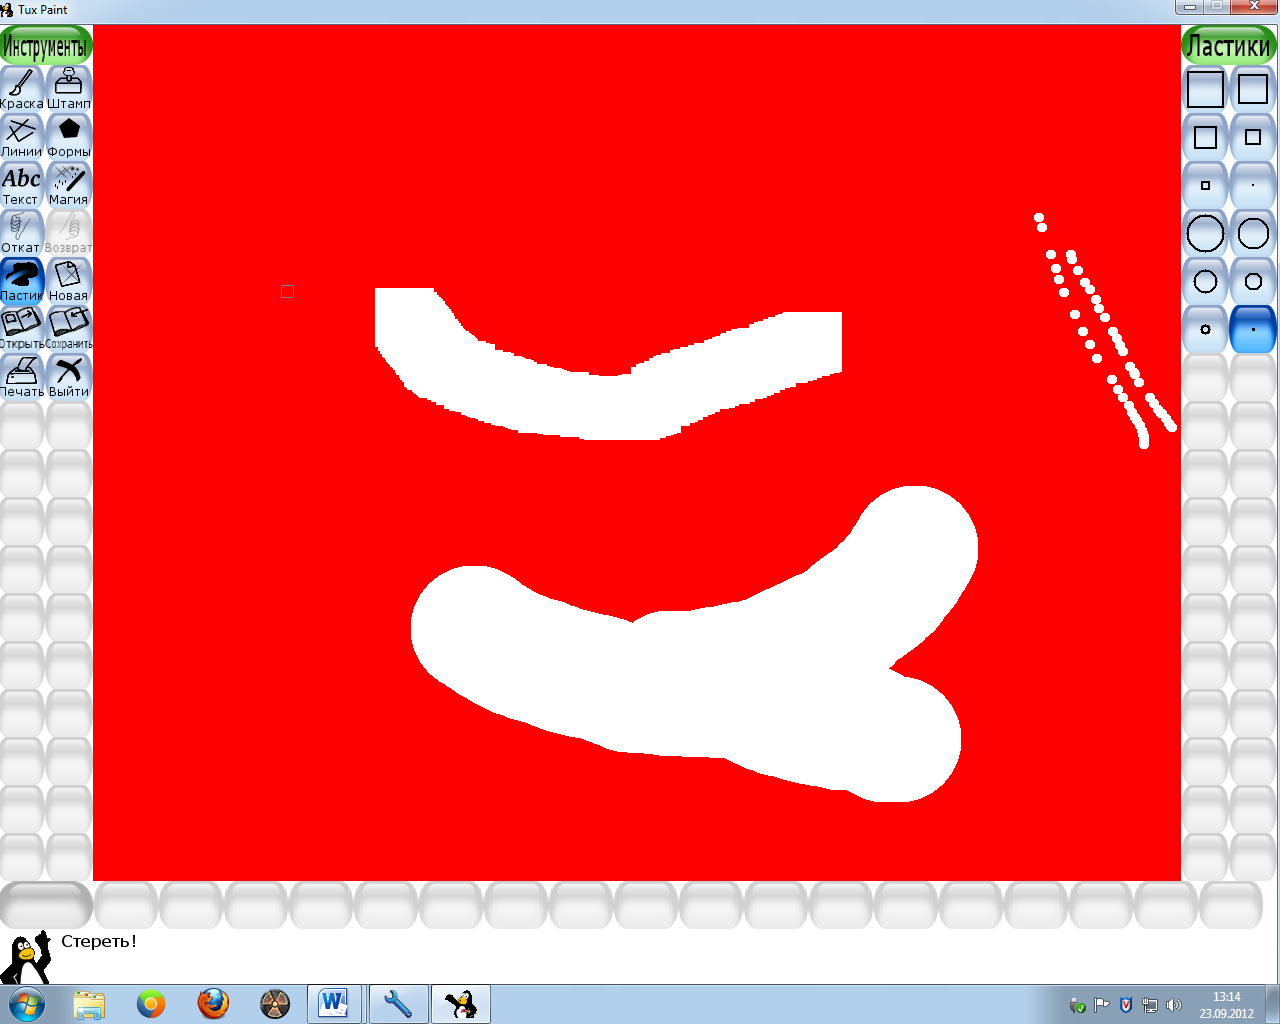 Tux Paint
Инструменты
Ластики
Краска Штамп
Линии Формы
Abc
Текст Магия
Откат Возврат
Ластик Новая
Открыть Сохранить
Печать Выйти
Стереть!
13:14
23.09.2012